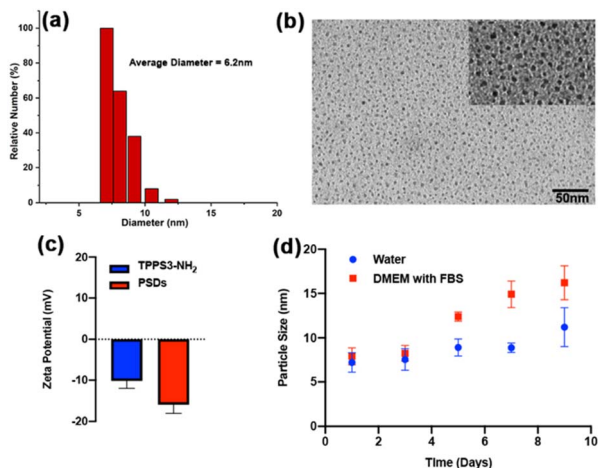 (a)
Average Diameter = 6.2nm
Relative Number (%)
100
80
60
40
20
0
5
10
15
20
Diameter (nm)
(b)
50nm
(c)
TPPS3-NH₂
PSDs
Zeta Potential (mV)
20
10
0
-10
-20
(d)
Water
DMEM with FBS
Particle Size (nm)
20
15
10
5
0
0
2
4
6
8
10
Time (Days)